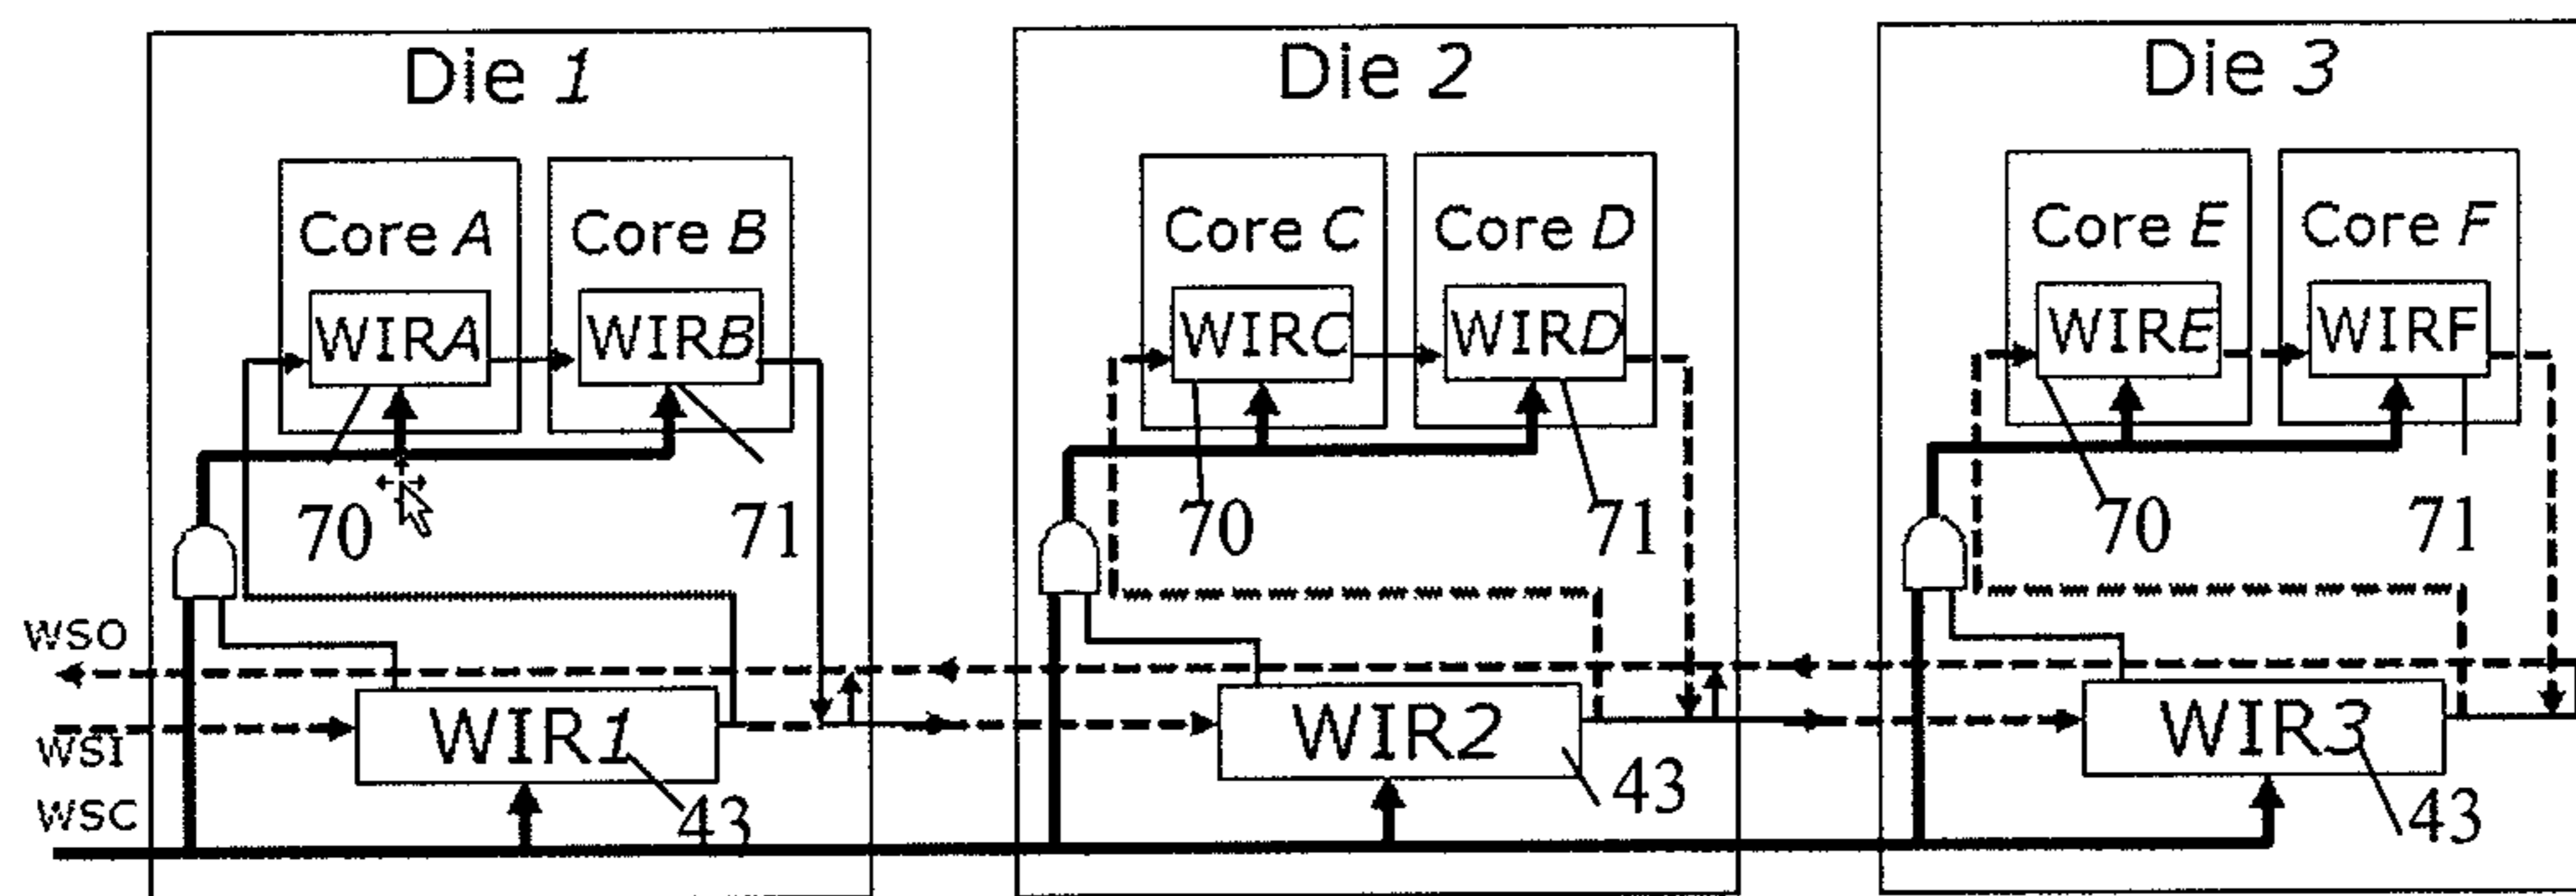 Die 1
Die 2
Die 3
Core A
Core B
Core C
Core D
Core E
Core F
WIRA
WIRB
WIRC
WIRD
WIRE
WIRF
70
71
70
71
70
71
WSO
WSI
WSC
WIR1
WIR2
WIR3
43
43
43